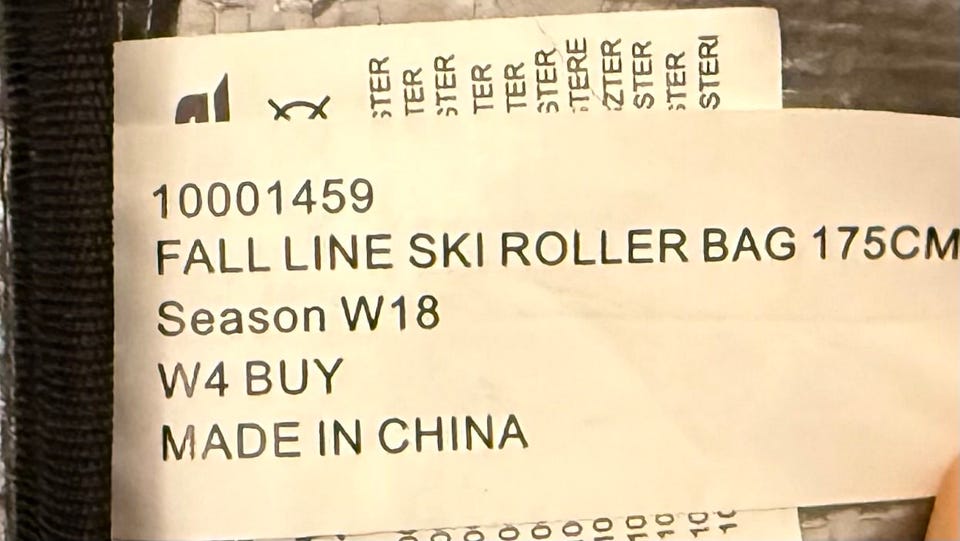 10001459
FALL LINE SKI ROLLER BAG 175CM
Season W18
W4 BUY
MADE IN CHINA